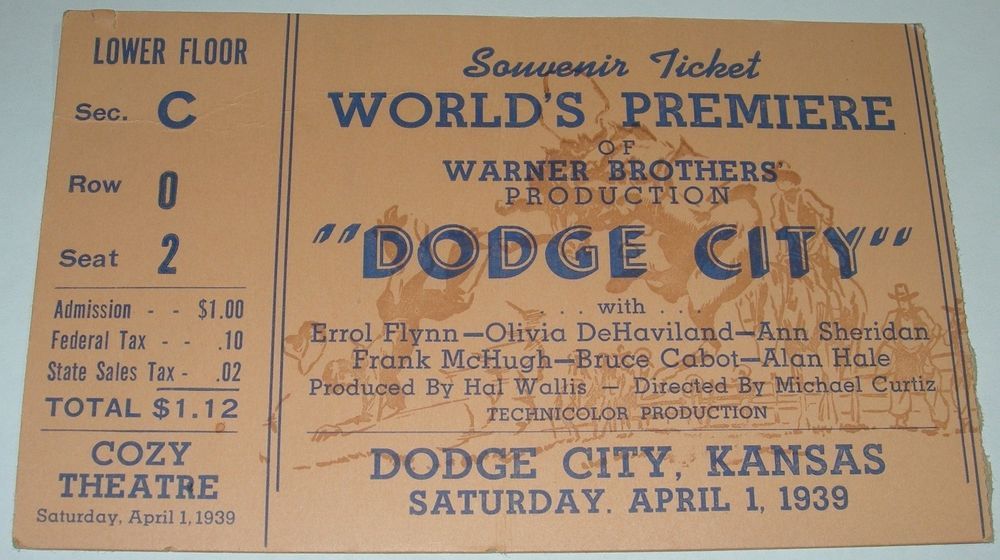 LOWER FLOOR
Sec. C
Row 0
Seat 2
Admission - - $1.00
Federal Tax - - .10
State Sales Tax - .02
TOTAL $1.12
COZY
THEATRE
Saturday, April 1, 1939
Souvenir Ticket
WORLD'S PREMIERE
OF
WARNER BROTHERS'
PRODUCTION
"DODGE CITY"
. . . with . . .
Errol Flynn—Olivia DeHaviland—Ann Sheridan
Frank McHugh—Bruce Cabot—Alan Hale
Produced By Hal Wallis — Directed By Michael Curtiz
TECHNICOLOR PRODUCTION
DODGE CITY, KANSAS
SATURDAY. APRIL 1, 1939